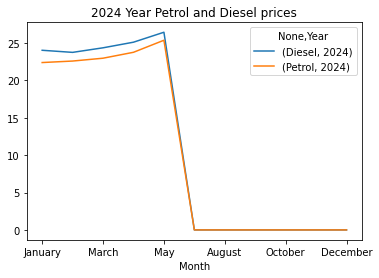 2024 Year Petrol and Diesel prices
None,Year
(Diesel, 2024)
(Petrol, 2024)
25
20
15
10
5
0
January March May August October December
Month